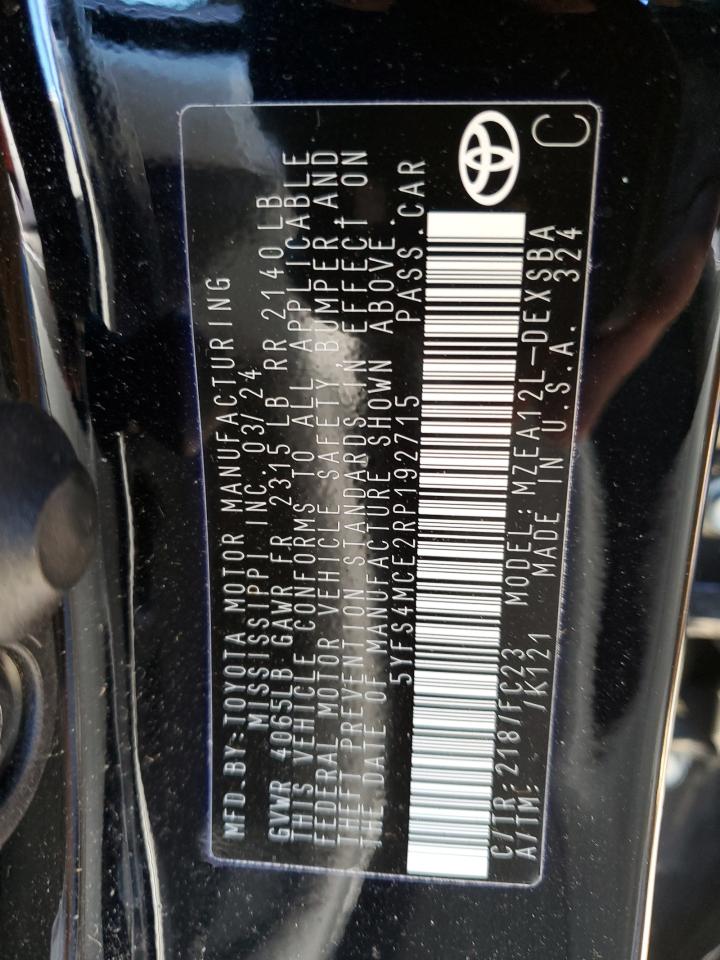 MFD.BY:TOYOTA MOTOR MANUFACTURING
MISSISSIPPI INC. 03/24
GVWR 4065LB GAWR FR 2315 LB RR 2140 LB
THIS VEHICLE CONFORMS TO ALL APPLICABLE
FEDERAL MOTOR VEHICLE SAFETY, BUMPER AND
THEFT PREVENTION STANDARDS IN EFFECT ON
THE DATE OF MANUFACTURE SHOWN ABOVE.
5YFS4MCE2RP192715 PASS.CAR
C/TR:218/FC23 MODEL:MZEA12L-DEXSBA
A/TM: /K121 MADE IN U.S.A. 324
C